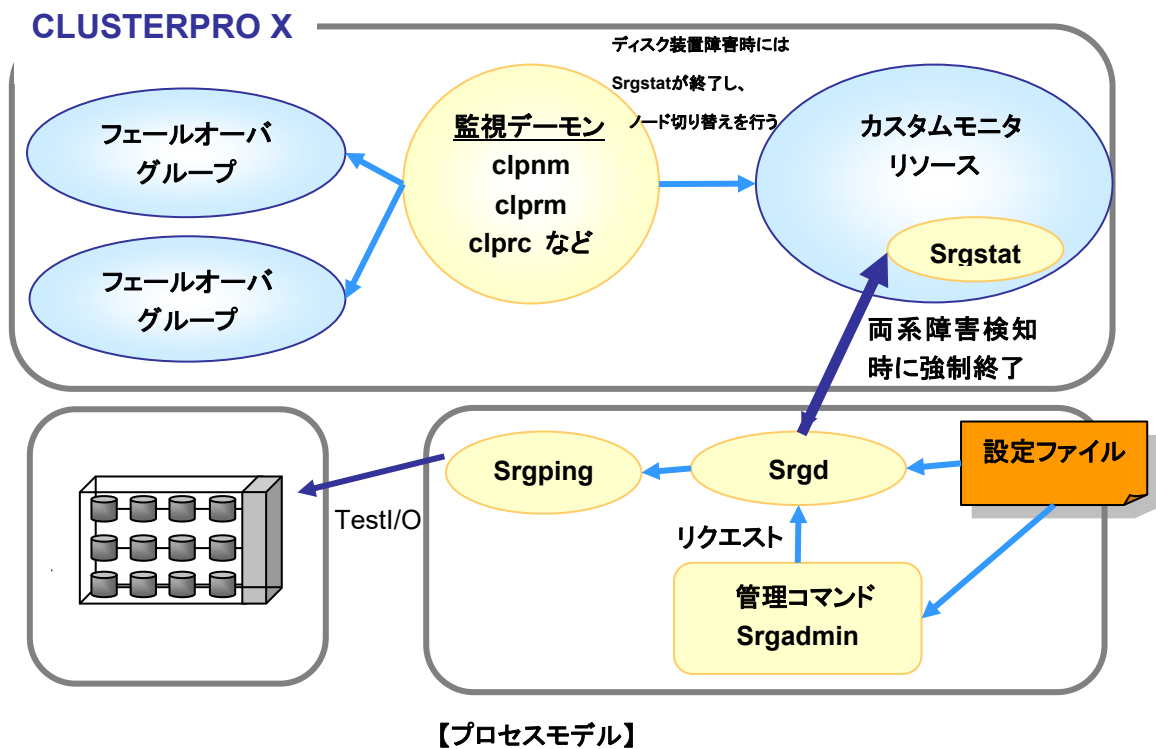 CLUSTERPRO X
ディスク装置障害時には
Srgstatが終了し、
ノード切り替えを行う
フェールオーバ
グループ
監視デーモン
clpnm
clprm
clprc など
カスタムモニタ
リソース
Srgstat
フェールオーバ
グループ
両系障害検知
時に強制終了
TestI/O
Srgping
Srgd
設定ファイル
リクエスト
管理コマンド
Srgadmin
【プロセスモデル】